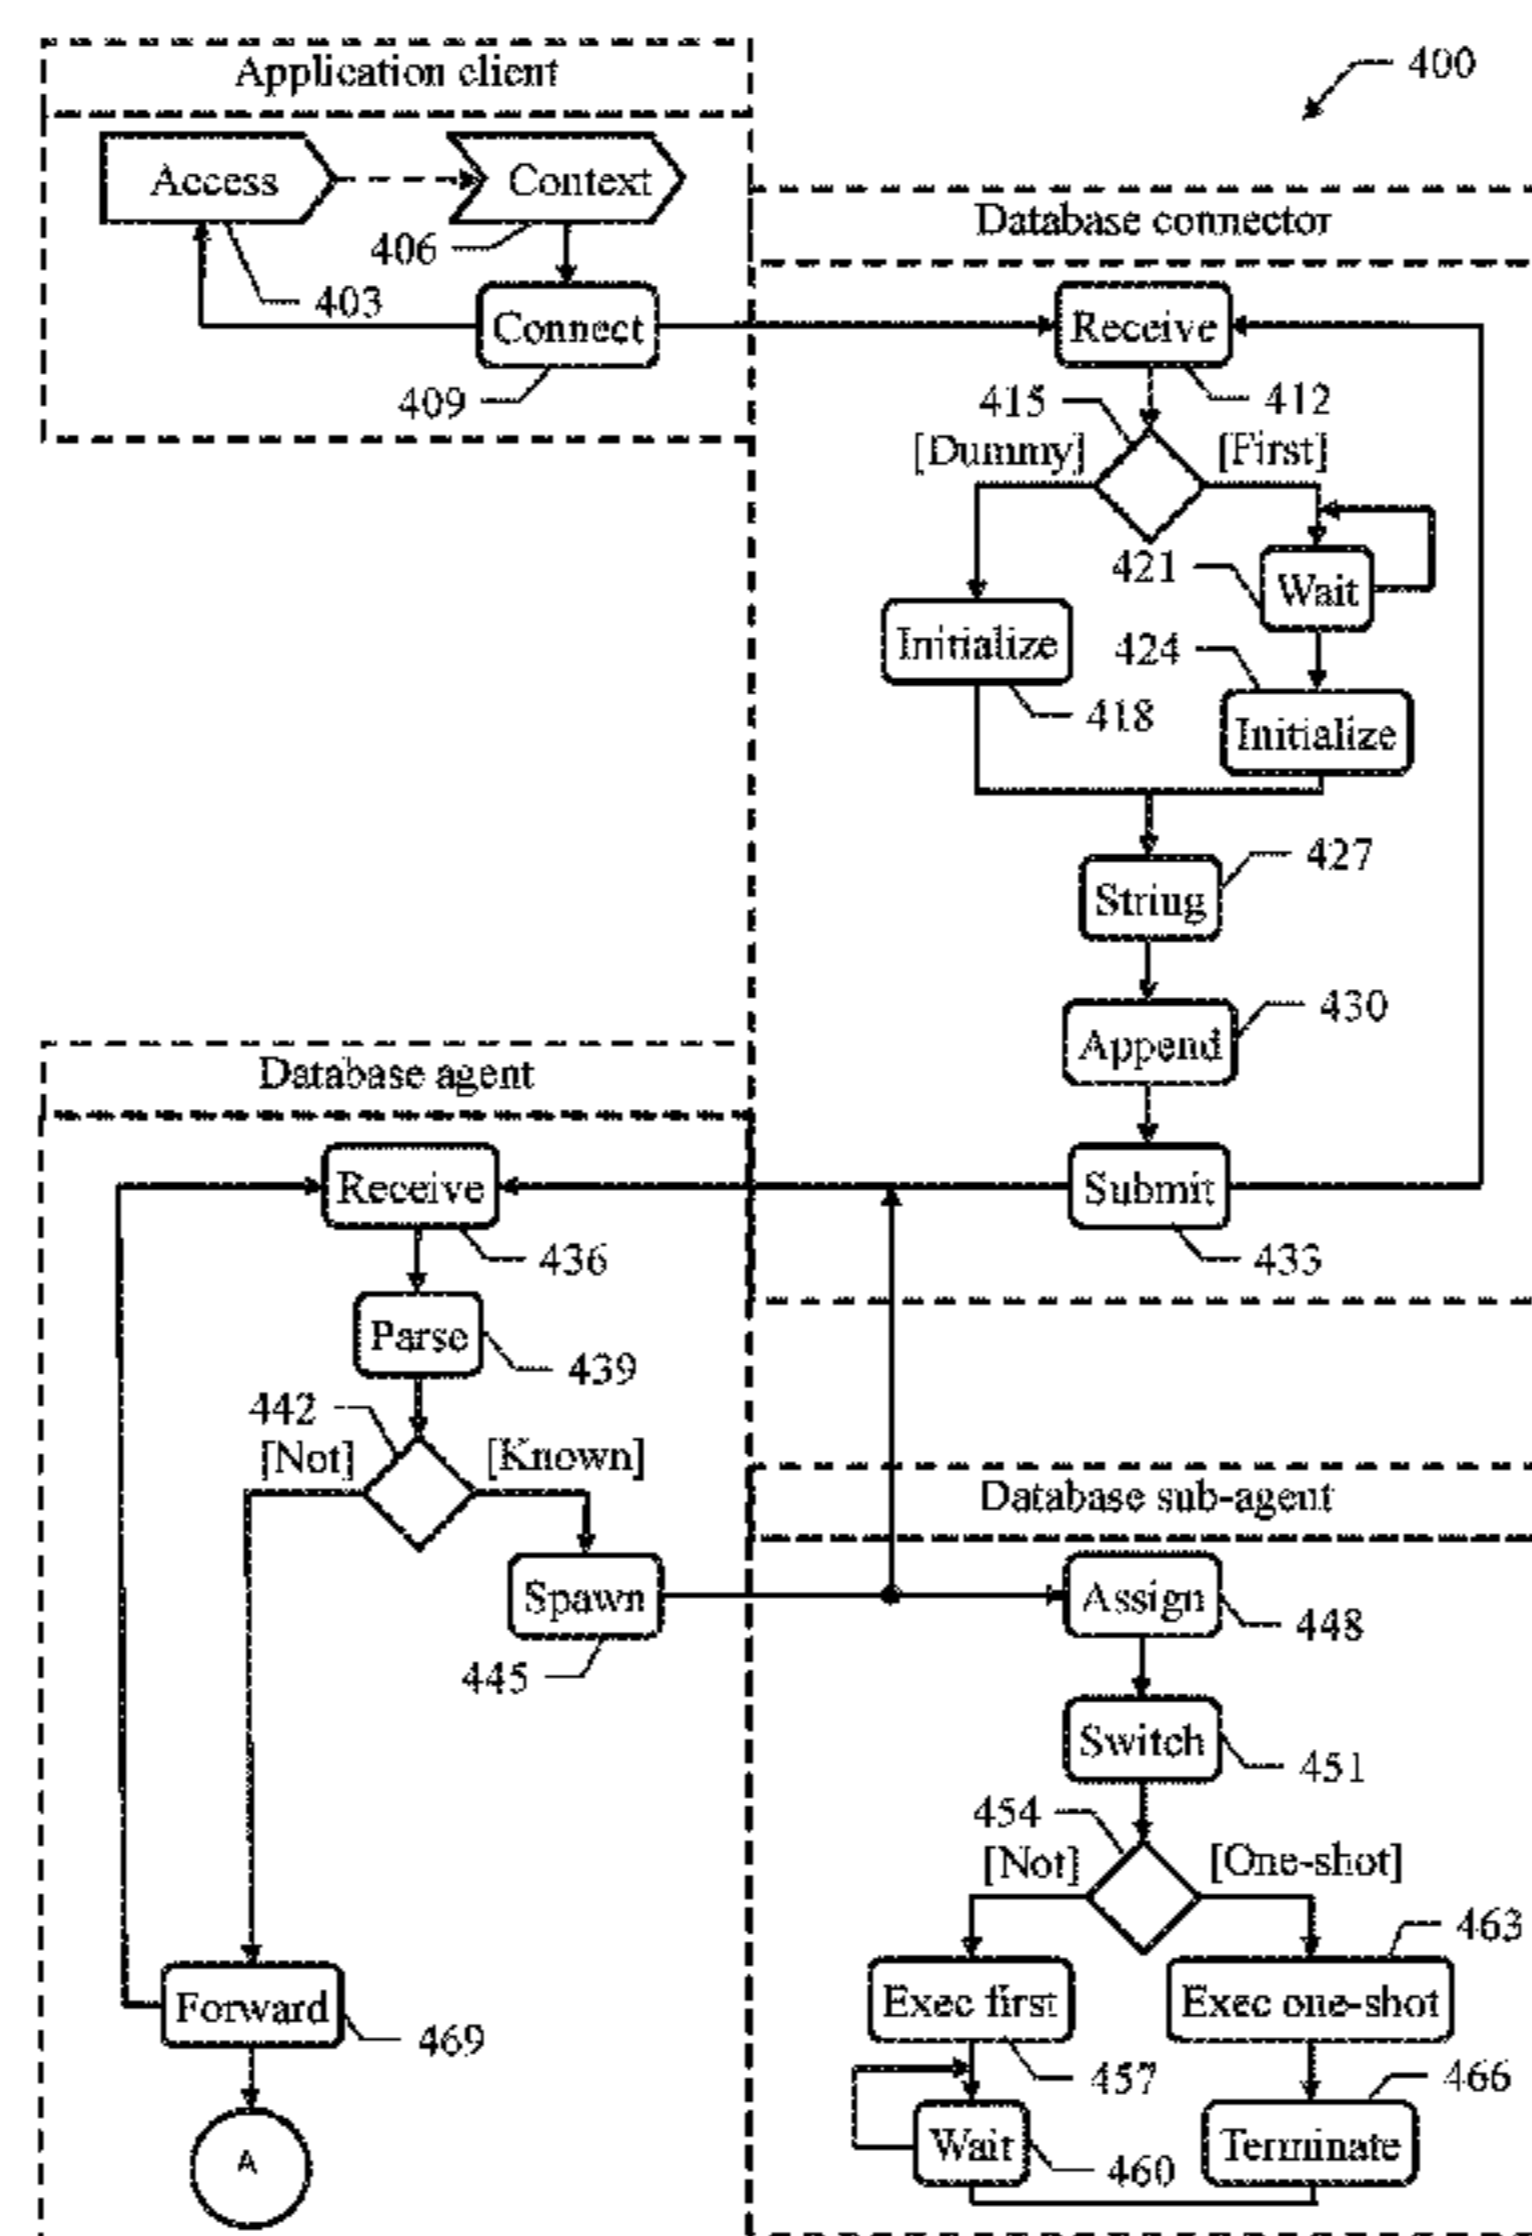 Application client
400
Access
Context
Database connector
406
403
Connect
Receive
409
415
412
[Dummy]
[First]
421
Wait
Initialize
424
418
Initialize
427
String
430
Append
Database agent
Receive
Submit
436
433
Parse
439
442
[Not]
[Known]
Database sub-agent
Spawn
Assign
448
445
Switch
451
454
[Not]
[One-shot]
463
Exec first
Exec one-shot
Forward
469
457
466
A
Wait
460
Terminate